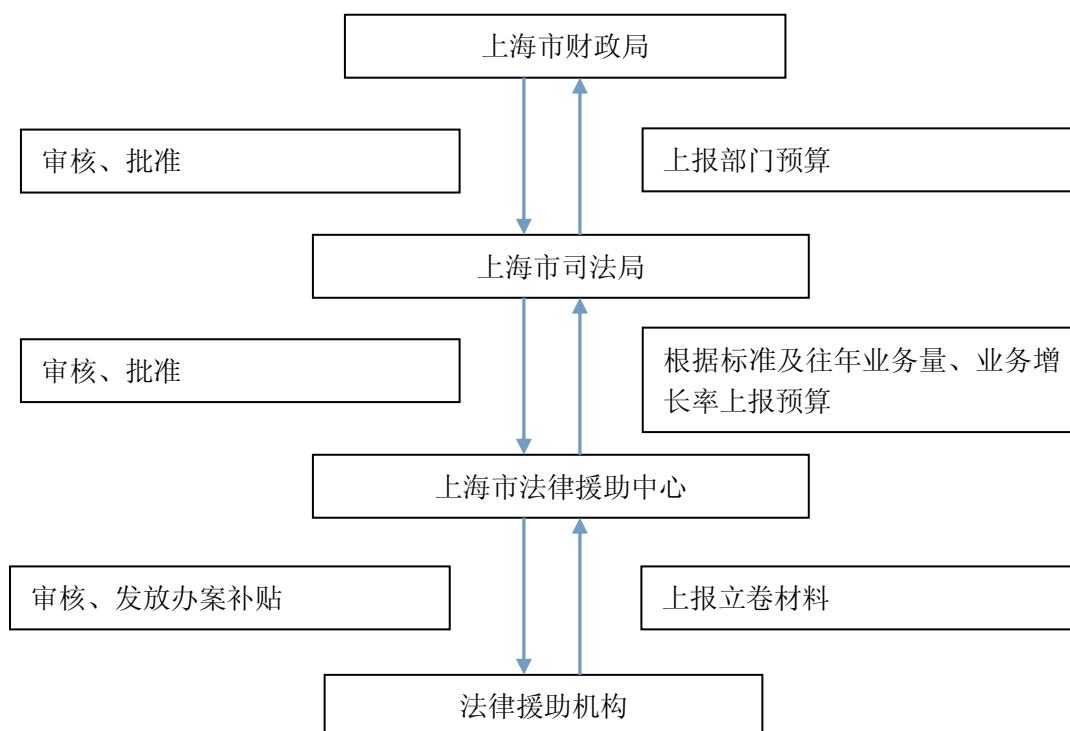 上海市财政局
审核、批准
上报部门预算
上海市司法局
审核、批准
根据标准及往年业务量、业务增
长率上报预算
上海市法律援助中心
审核、发放办案补贴
上报立卷材料
法律援助机构